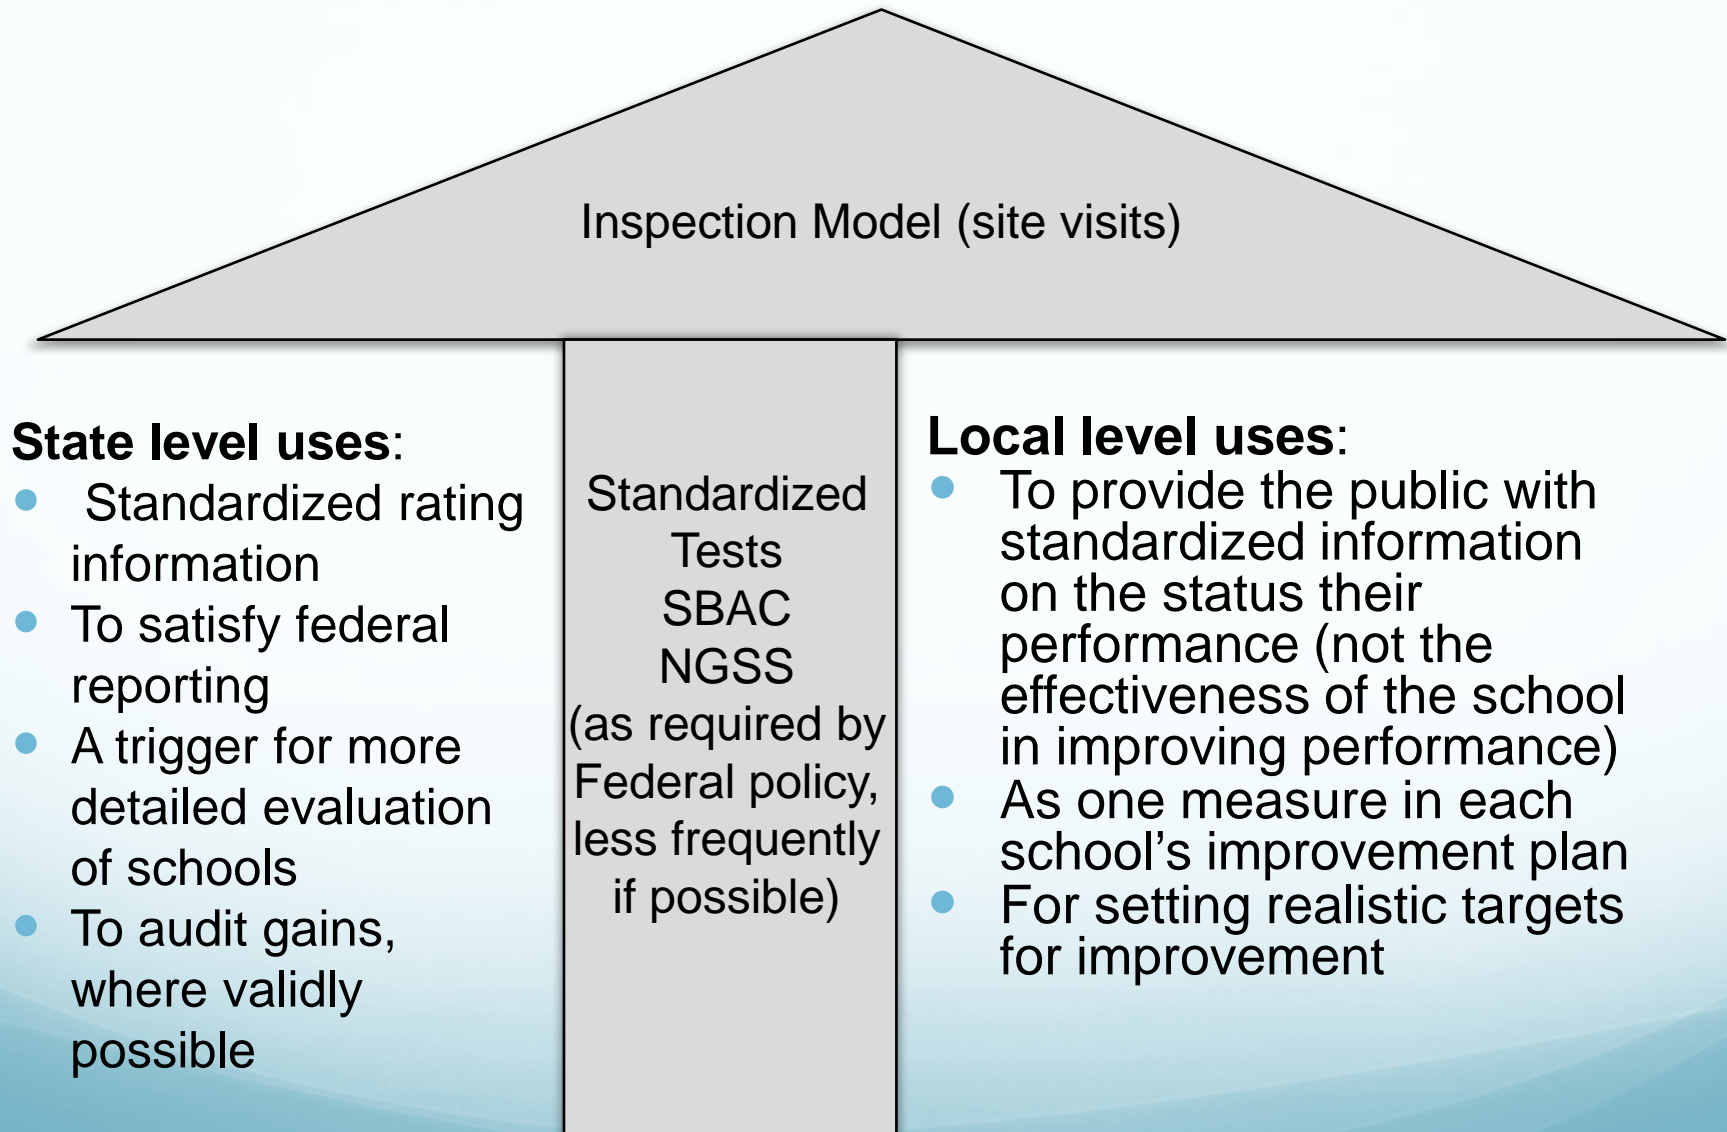 Inspection Model (site visits)
State level uses:
• Standardized rating
information
• To satisfy federal
reporting
• A trigger for more
detailed evaluation
of schools
• To audit gains,
where validly
possible
Standardized
Tests
SBAC
NGSS
(as required by
Federal policy,
less frequently
if possible)
Local level uses:
• To provide the public with
standardized information
on the status their
performance (not the
effectiveness of the school
in improving performance)
• As one measure in each
school’s improvement plan
• For setting realistic targets
for improvement